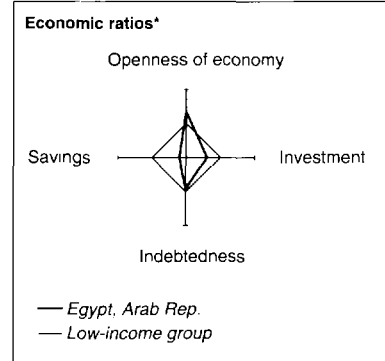 Economic ratios*
Openness of economy
Savings
Investment
Indebtedness
Egypt, Arab Rep.
Low-income group